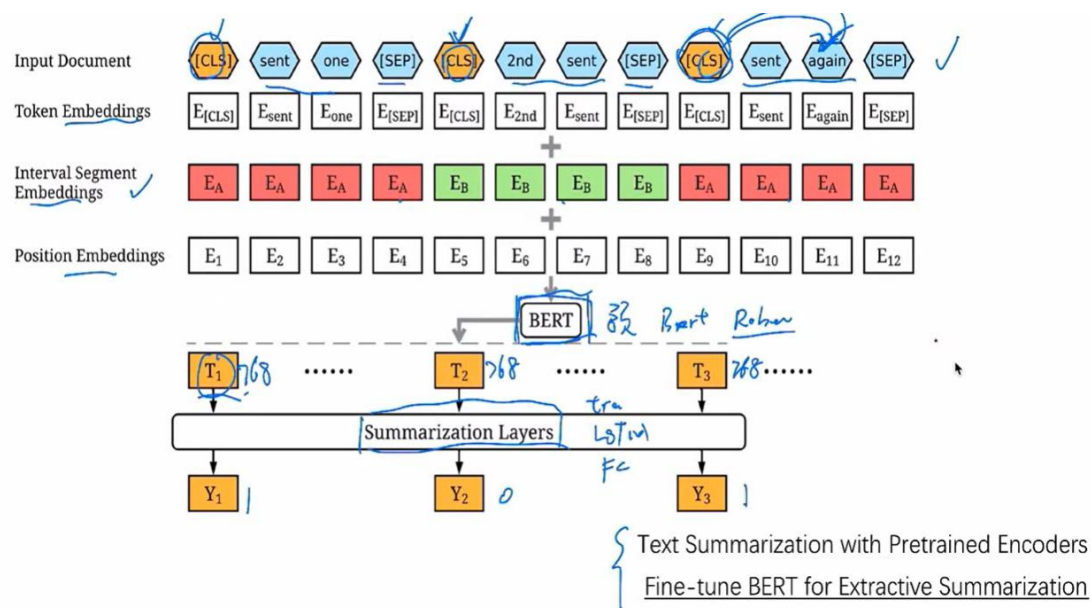 Input Document [CLS] sent one [SEP] [CLS] 2nd sent [SEP] [CLS] sent again [SEP]
Token Embeddings E[CLS] Esent Eone E[SEP] E[CLS] E2nd Esent E[SEP] E[CLS] Esent Eagain E[SEP]
+
Interval Segment
Embeddings EA EA EA EA EB EB EB EB EA EA EA EA
+
Position Embeddings E1 E2 E3 E4 E5 E6 E7 E8 E9 E10 E11 E12
BERT Bert
T1 768 ...... T2 768 ...... T3 768 ......
tra
Summarization Layers LSTM
FC
Y1 1 Y2 0 Y3 1
Text Summarization with Pretrained Encoders
Fine-tune BERT for Extractive Summarization